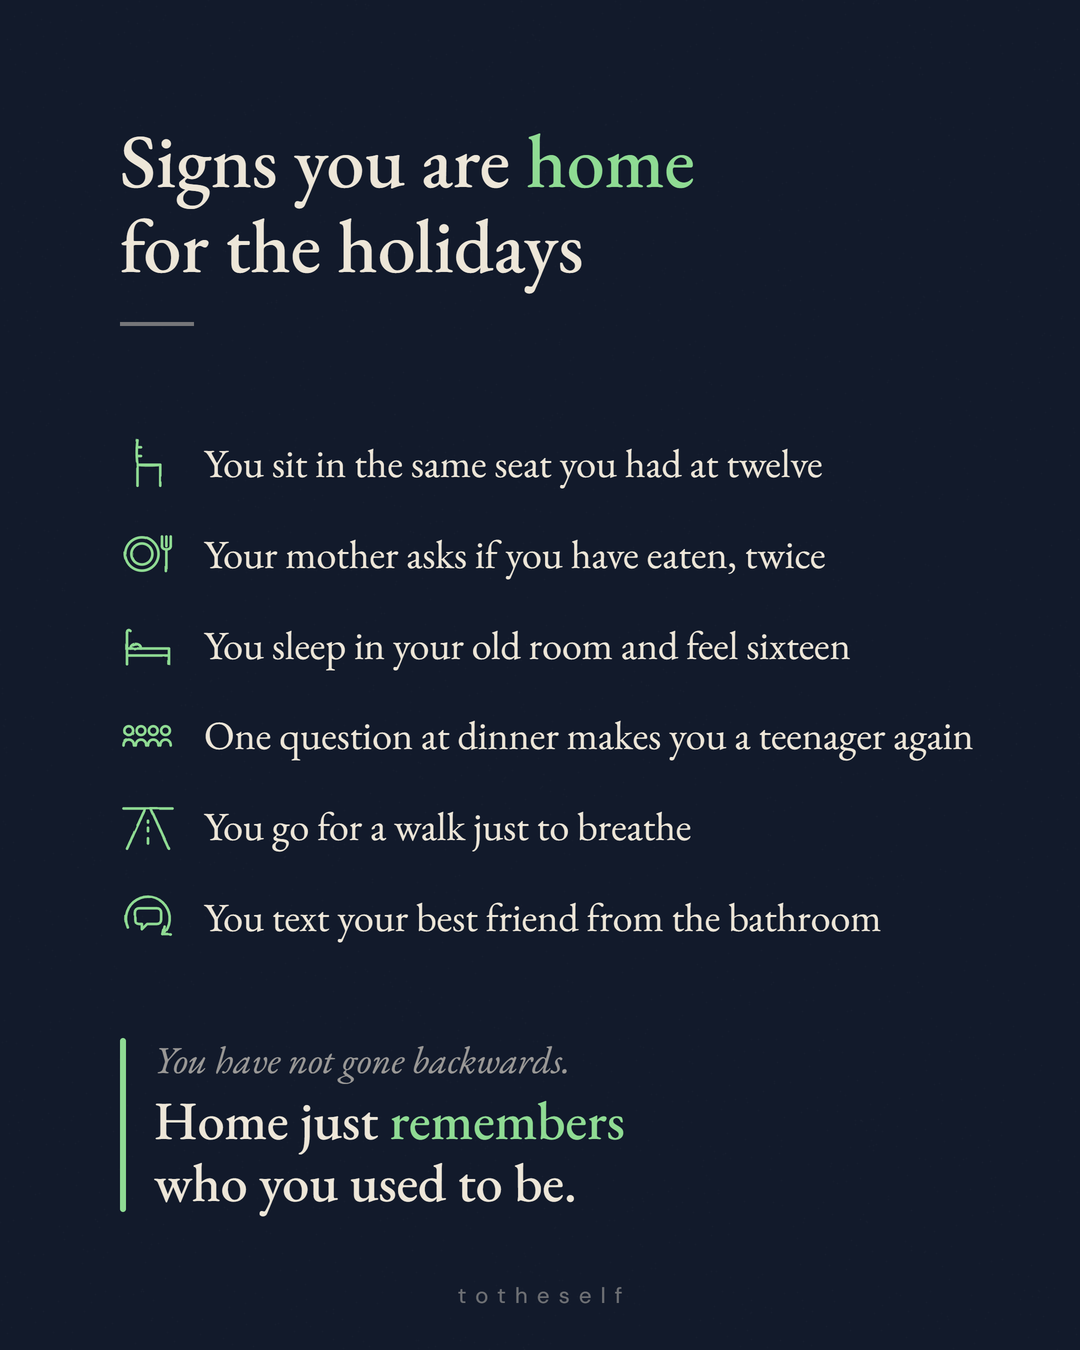 Signs you are home
for the holidays
You sit in the same seat you had at twelve
Your mother asks if you have eaten, twice
You sleep in your old room and feel sixteen
One question at dinner makes you a teenager again
You go for a walk just to breathe
You text your best friend from the bathroom
You have not gone backwards.
Home just remembers
who you used to be.
totheself